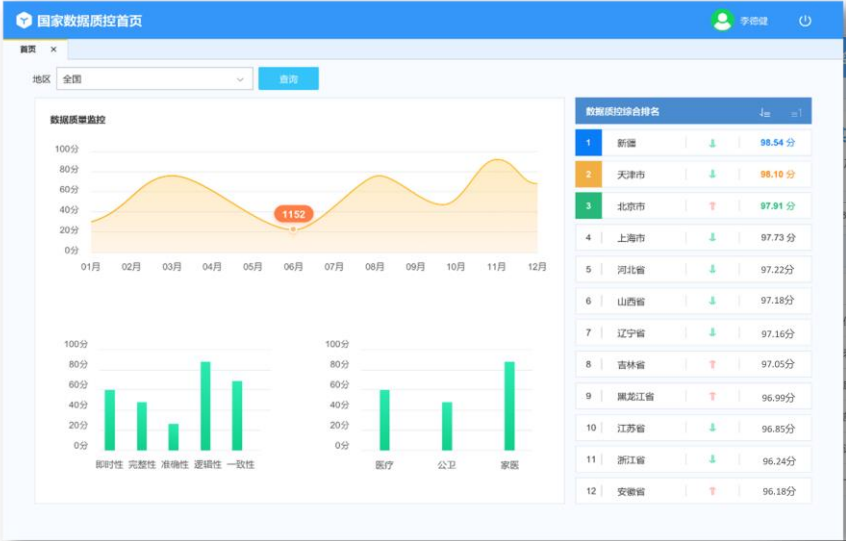 国家数据质控首页 李德健
首页 ×
地区 全国 查询
数据质量监控
100分
80分
60分
40分
20分
0分
1152
01月 02月 03月 04月 05月 06月 07月 08月 09月 10月 11月 12月
100分
80分
60分
40分
20分
0分
即时性 完整性 准确性 逻辑性 一致性
100分
80分
60分
40分
20分
0分
医疗 公卫 家医
数据质控综合排名
1 新疆 98.54 分
2 天津市 98.10 分
3 北京市 97.91 分
4 上海市 97.73 分
5 河北省 97.22分
6 山西省 97.18分
7 辽宁省 97.16分
8 吉林省 97.05分
9 黑龙江省 96.99分
10 江苏省 96.85分
11 浙江省 96.24分
12 安徽省 96.18分